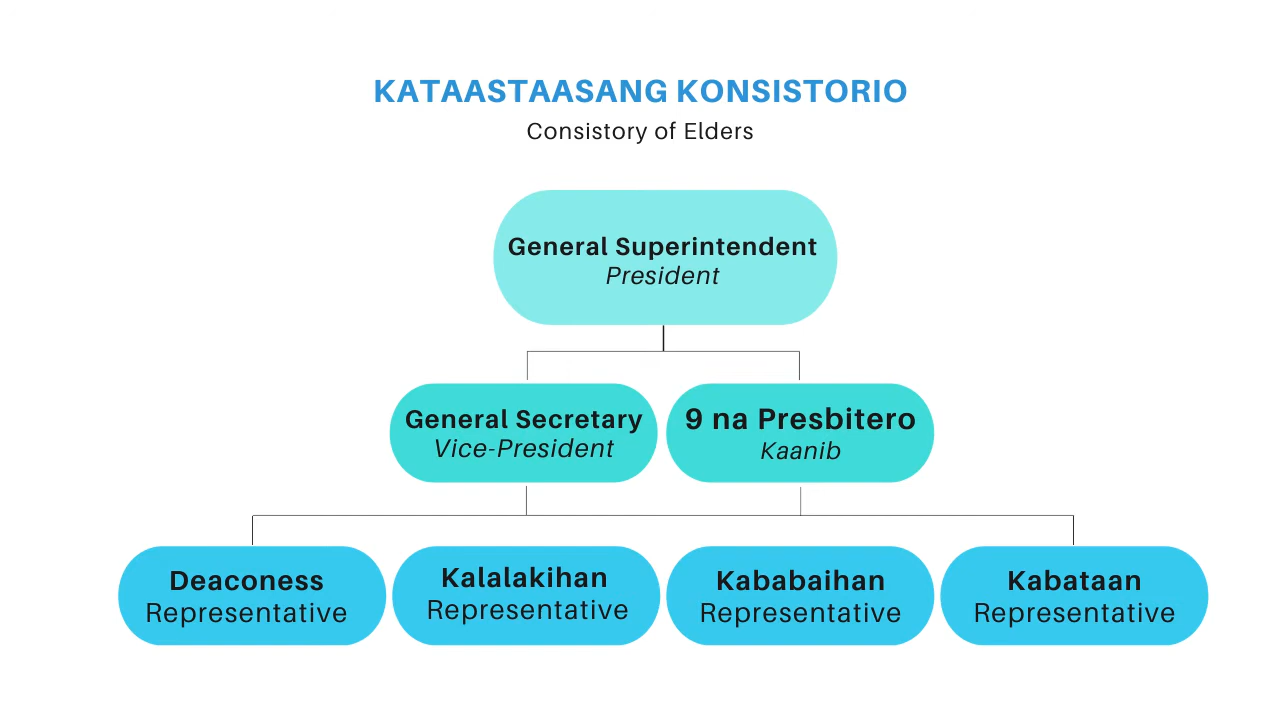 KATAASTAASANG KONSISTORIO
Consistory of Elders
General Superintendent
President
General Secretary
Vice-President
9 na Presbitero
Kaanib
Deaconess
Representative
Kalalakihan
Representative
Kababaihan
Representative
Kabataan
Representative